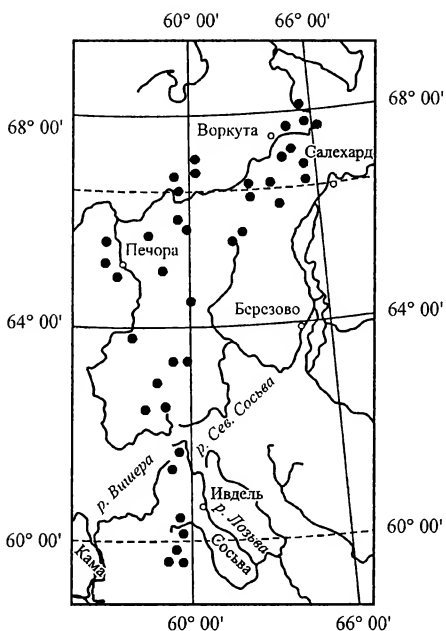 60° 00' 66° 00'
68° 00'
68° 00'
Воркута
Салехард
Печора
Березово
64° 00'
64° 00'
р. Сев. Сосьва
р. Вишера
Ивдель
р. Лозьва
Сосьва
Кама
60° 00'
60° 00'
60° 00' 66° 00'